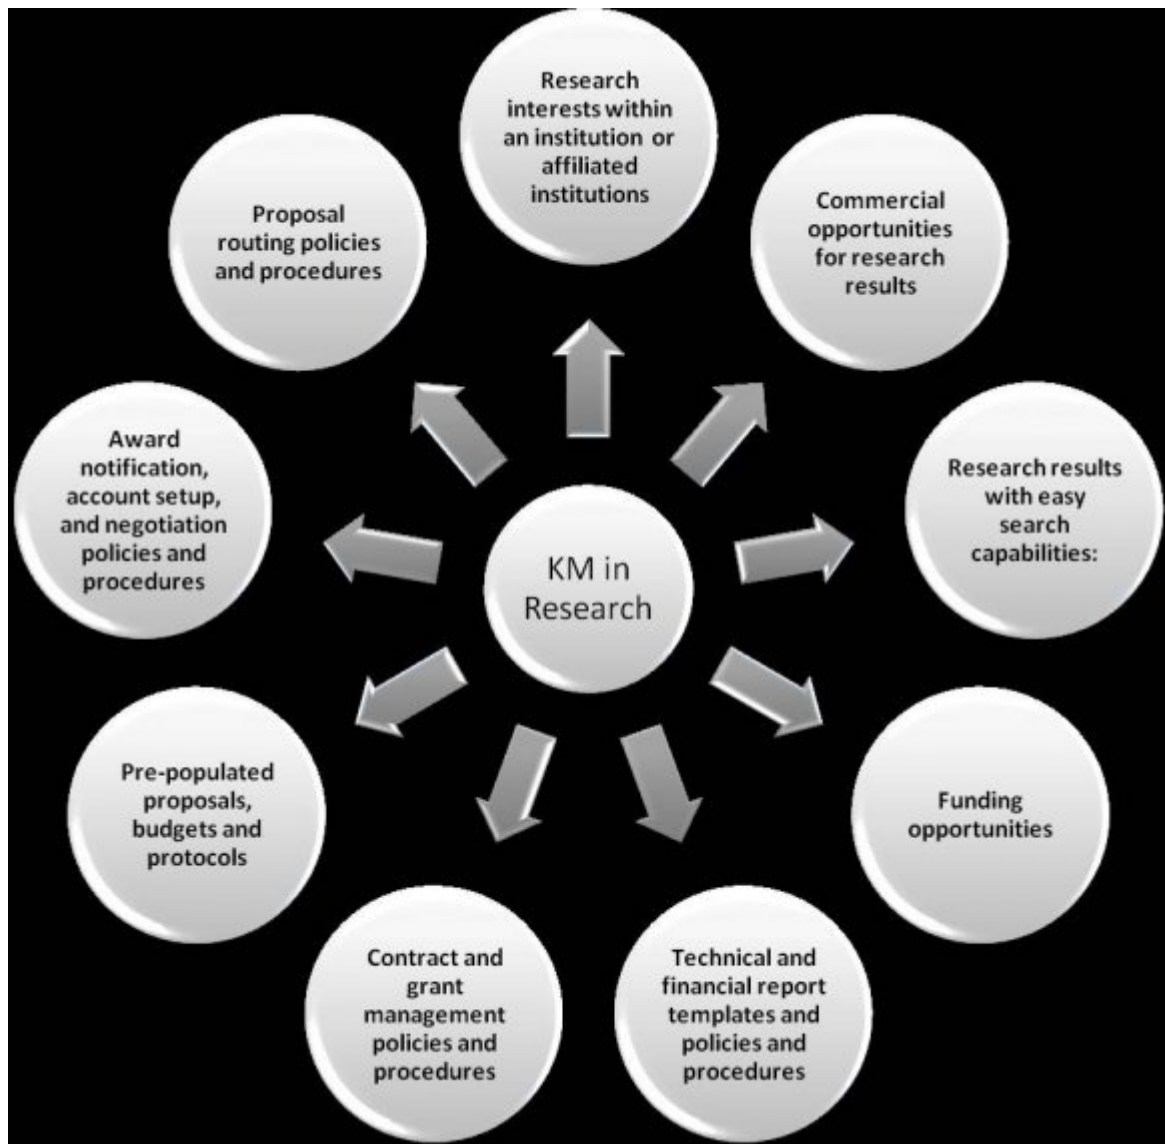 Research
interests within
an institution or
affiliated
institutions
Commercial
opportunities
for research
results
Research results
with easy
search
capabilities:
Funding
opportunities
Technical and
financial report
templates and
policies and
procedures
Contract and
grant
management
policies and
procedures
Pre-populated
proposals,
budgets and
protocols
Award
notification,
account setup,
and negotiation
policies and
procedures
Proposal
routing policies
and procedures
KM in
Research